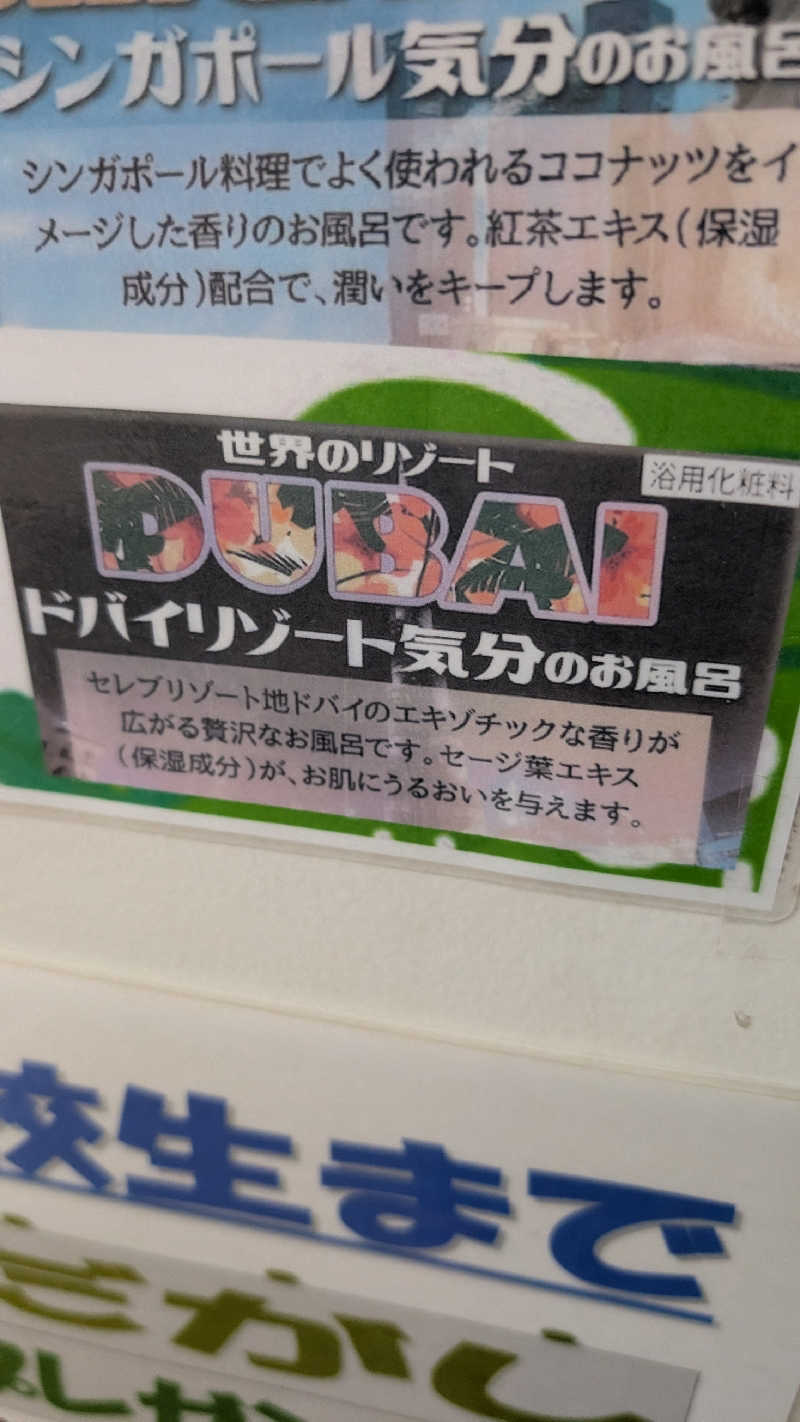 シンガポール気分のお風呂
シンガポール料理でよく使われるココナッツをイ
メージした香りのお風呂です。紅茶エキス(保湿
成分)配合で、潤いをキープします。
世界のリゾート
浴用化粧料
DUBAI
ドバイリゾート気分のお風呂
セレブリゾート地ドバイのエキゾチックな香りが
広がる贅沢なお風呂です。セージ葉エキス
(保湿成分)が、お肌にうるおいを与えます。
校生まで